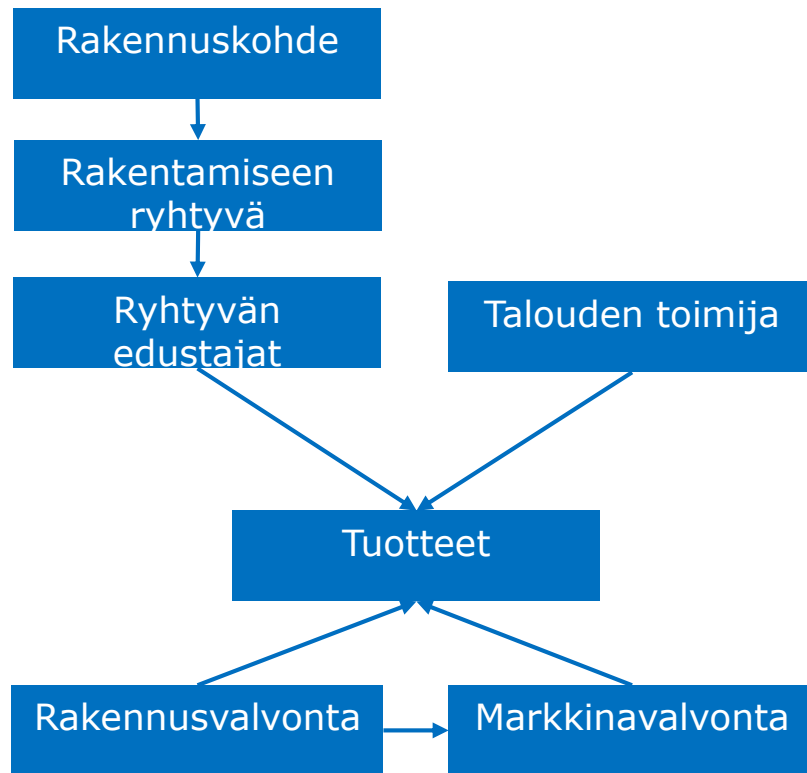 Rakennuskohde
Rakentamiseen
ryhtyvä
Ryhtyvän
edustajat
Talouden toimija
Tuotteet
Rakennusvalvonta
Markkinavalvonta